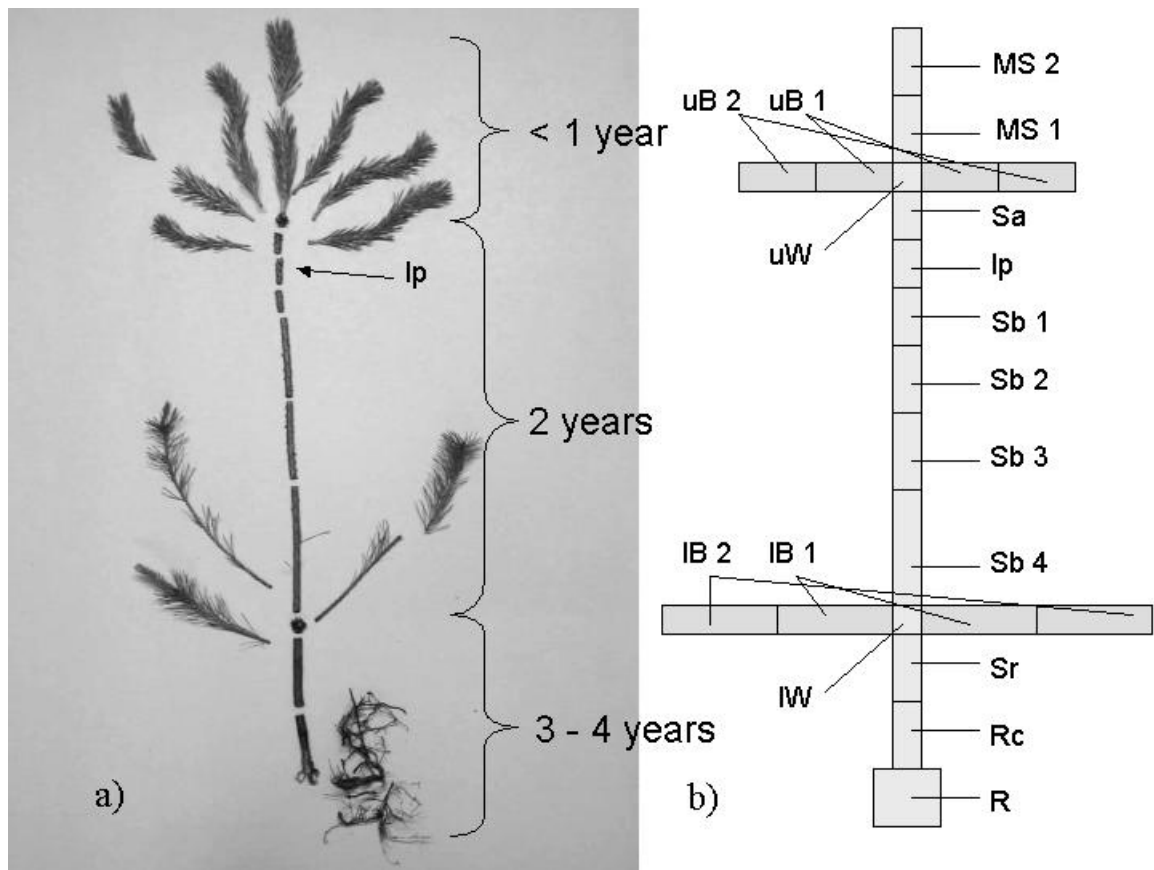 < 1 year
Ip
2 years
3 - 4 years
a)
MS 2
uB 2 uB 1
MS 1
Sa
uW
Ip
Sb 1
Sb 2
Sb 3
lB 2 lB 1
Sb 4
Sr
lW
Rc
b)
R